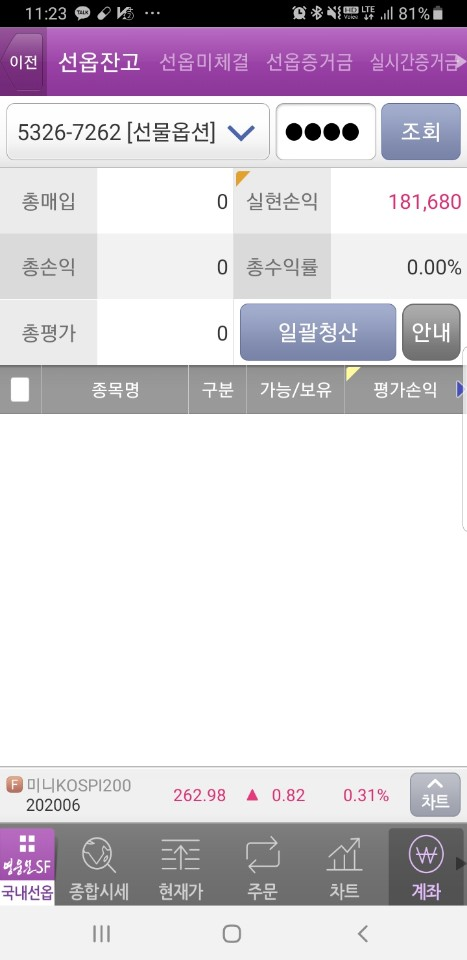 11:23 TALK LTE 81%
이전 선옵잔고 선옵미체결 선옵증거금 실시간증거금
5326-7262 [선물옵션] ●●●● 조회
총매입 0 실현손익 181,680
총손익 0 총수익률 0.00%
총평가 0 일괄청산 안내
종목명 구분 가능/보유 평가손익
F 미니KOSPI200 262.98 ▲ 0.82 0.31% 차트
202006
영웅문SF
국내선옵 종합시세 현재가 주문 차트 계좌